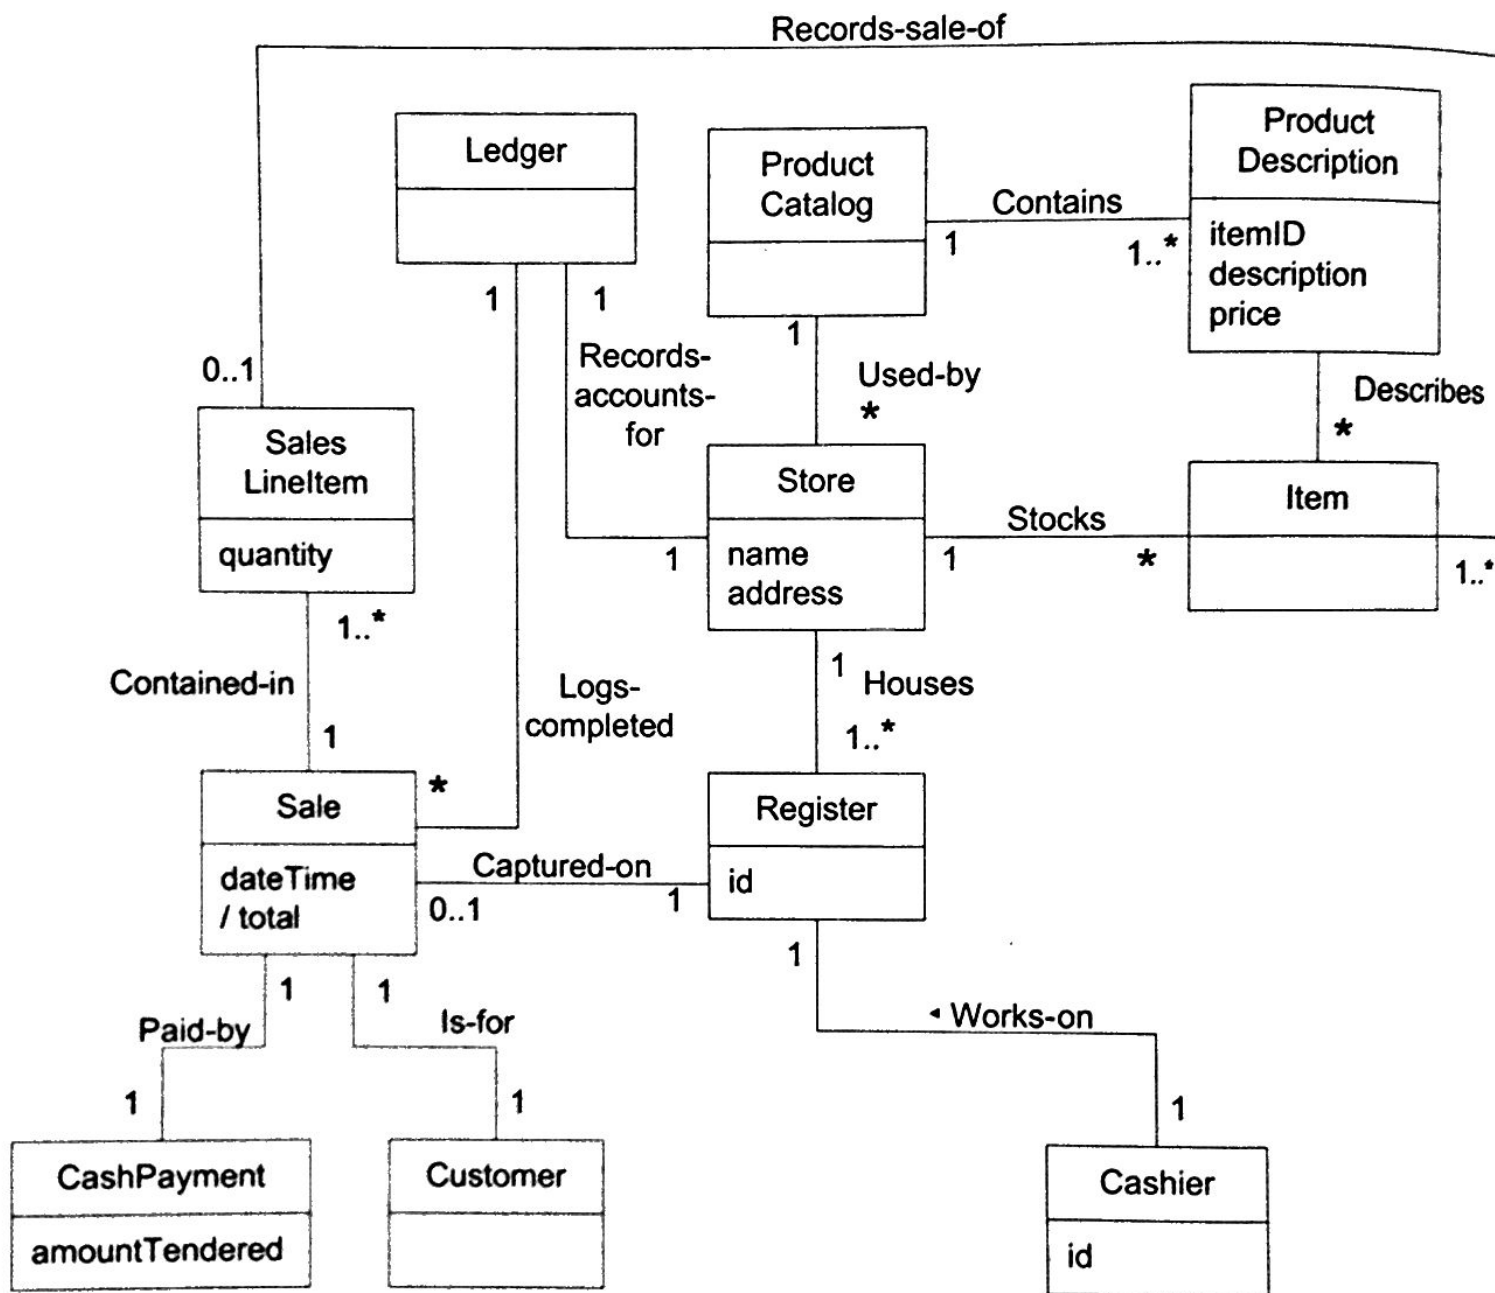 Records-sale-of
Ledger
Product
Catalog
Product
Description
itemID
description
price
Contains
1
1..*
1
1
1
0..1
Records-
accounts-
for
Used-by
*
Describes
*
Sales
LineItem
quantity
Store
name
address
Stocks
1
1
*
Item
1..*
1..*
Contained-in
1
Logs-
completed
*
1
Houses
1..*
Sale
dateTime
/ total
Captured-on
0..1
1
Register
id
1
1
1
Paid-by
Is-for
◂ Works-on
1
1
1
CashPayment
amountTendered
Customer
Cashier
id